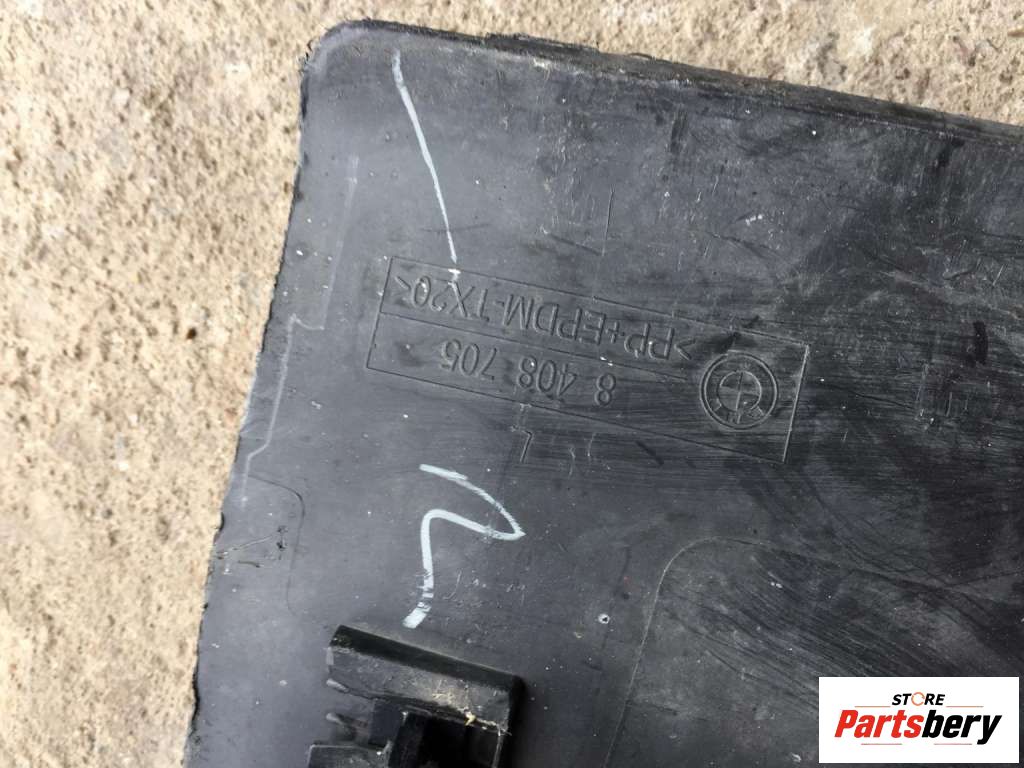 >PP+EPDM-TX20<
8 408 705
L
STORE
Partsbery